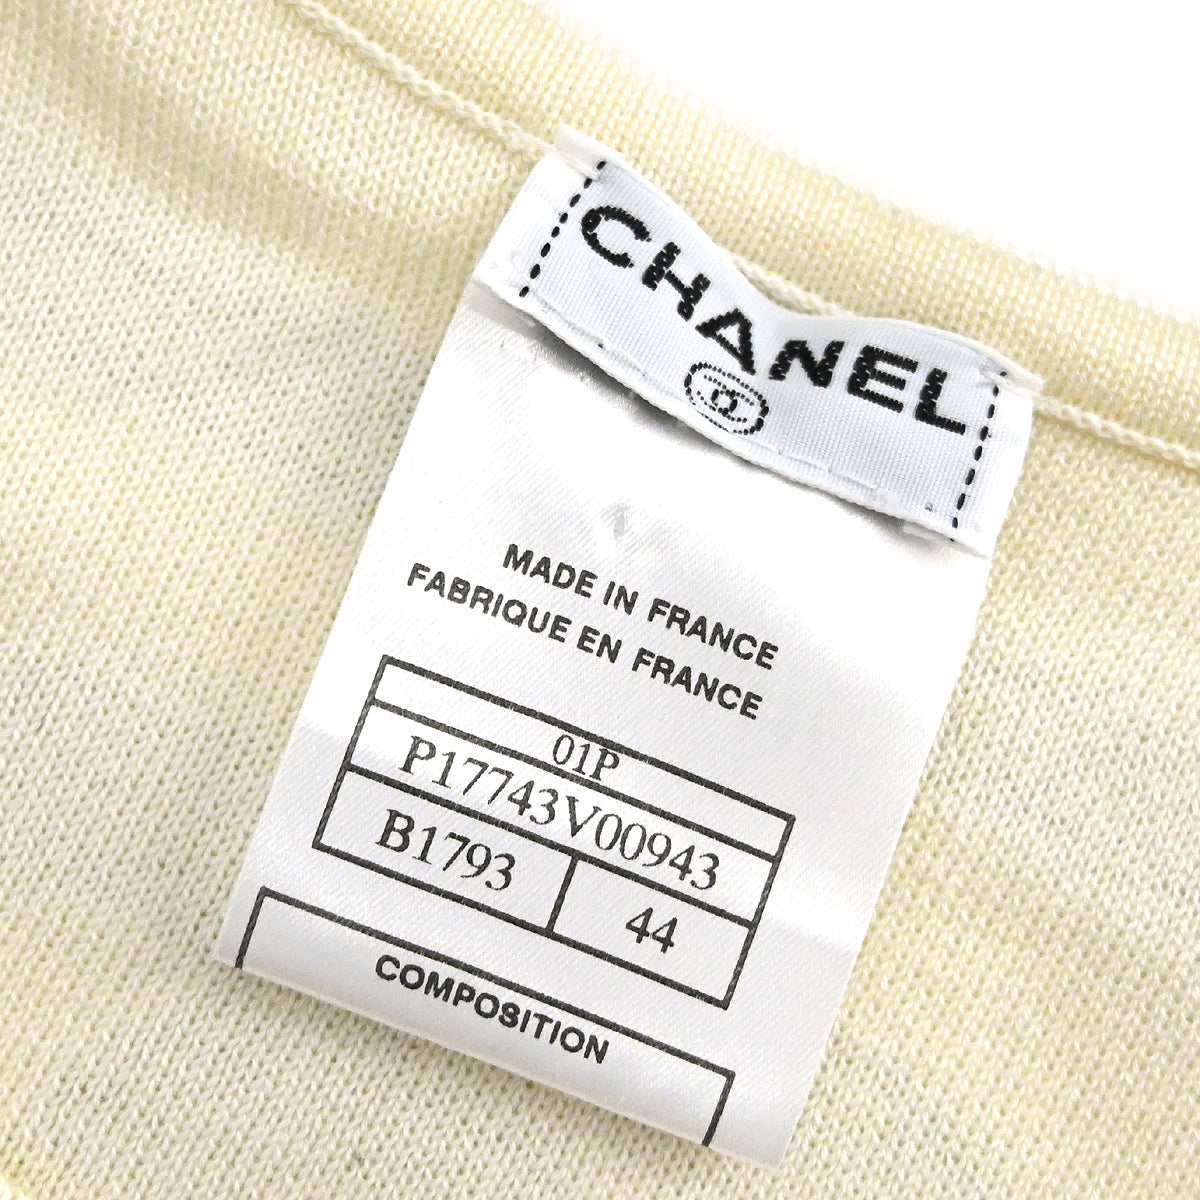 CHANEL
MADE IN FRANCE
FABRIQUE EN FRANCE
01P
P17743V00943
B1793 44
COMPOSITION